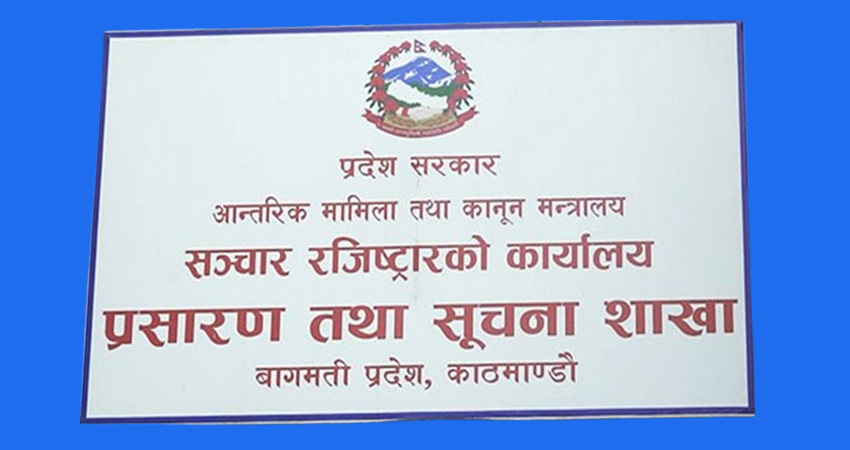 प्रदेश सरकार
आन्तरिक मामिला तथा कानून मन्त्रालय
सञ्चार रजिष्ट्रारको कार्यालय
प्रसारण तथा सूचना शाखा
बागमती प्रदेश, काठमाण्डौ